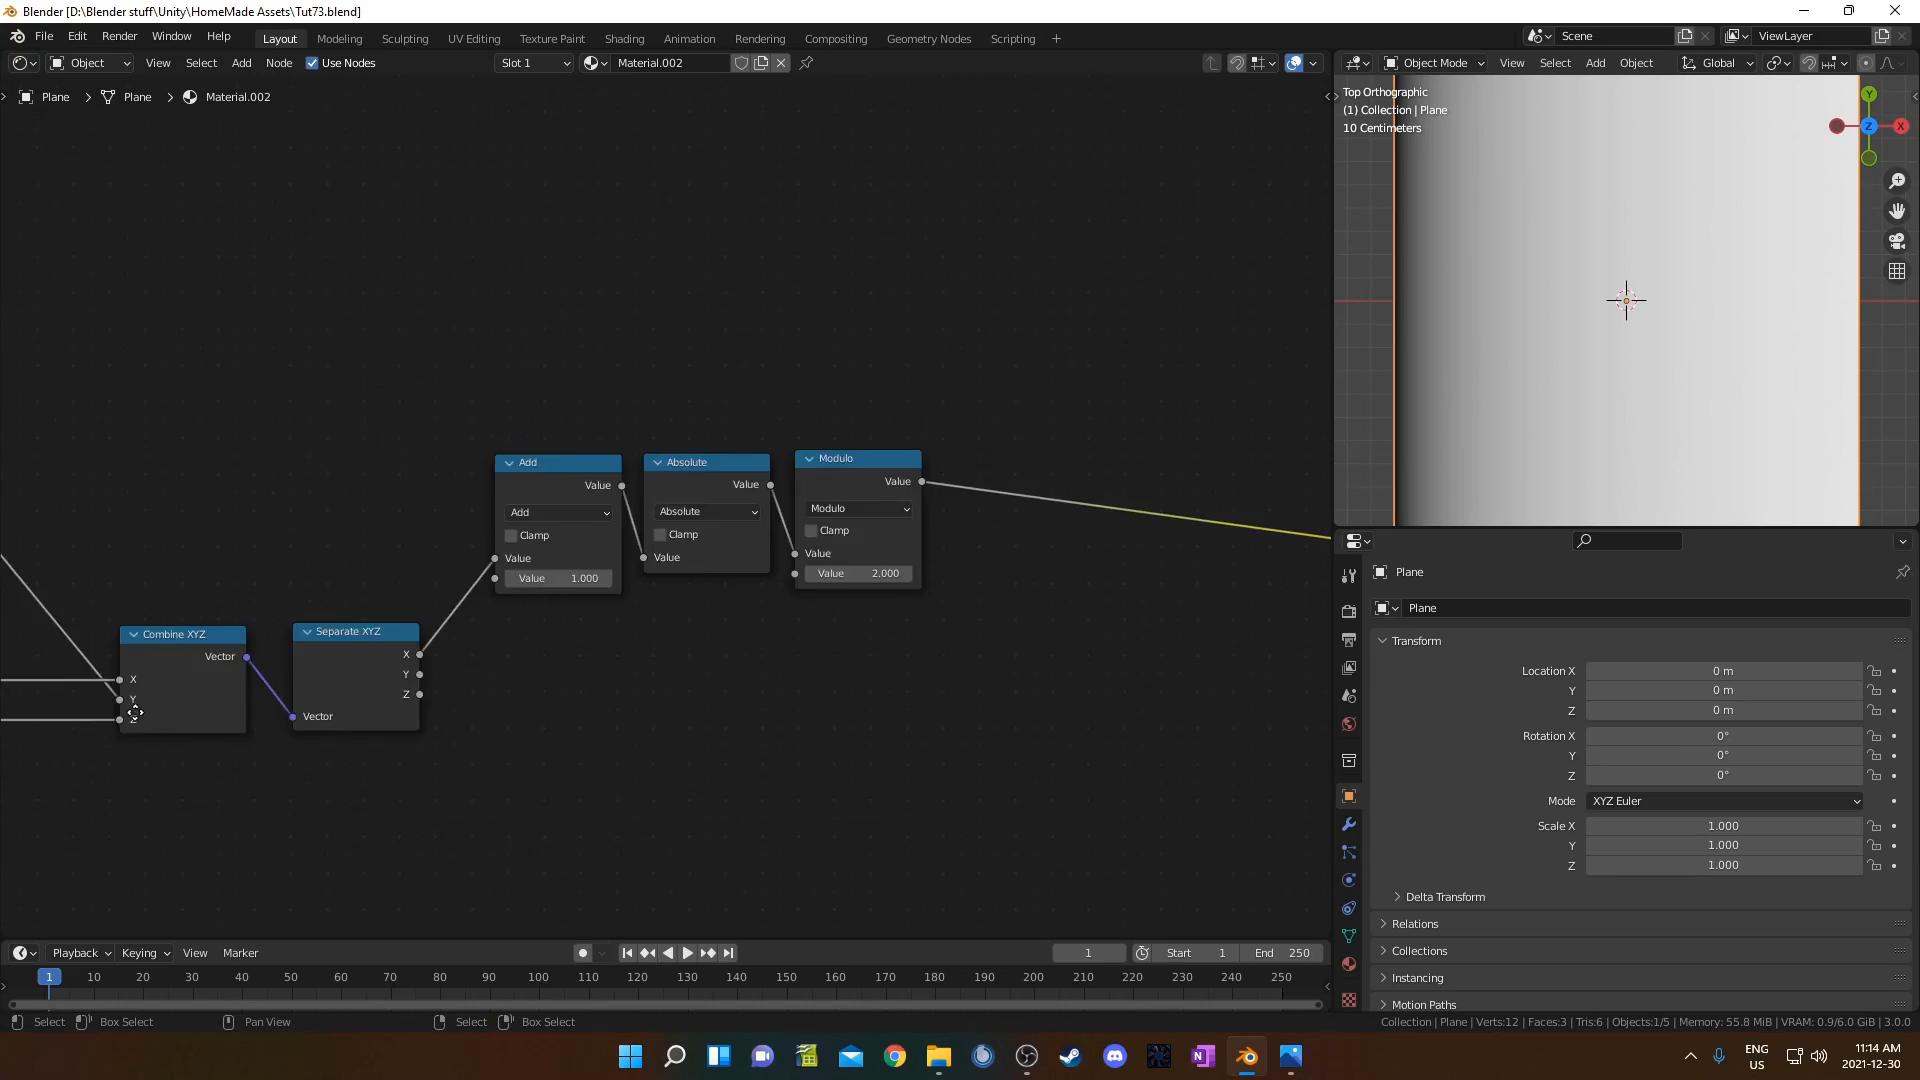 Blender [D:\Blender stuff\Unity\HomeMade Assets\Tut73.blend]
File Edit Render Window Help Layout Modeling Sculpting UV Editing Texture Paint Shading Animation Rendering Compositing Geometry Nodes Scripting + Scene ViewLayer
Object View Select Add Node Use Nodes Slot 1 Material.002 Object Mode View Select Add Object Global
Plane > Plane > Material.002
Top Orthographic
(1) Collection | Plane
10 Centimeters
Y
Z X
Add
Value
Add
Clamp
Value
Value 1.000
Absolute
Value
Absolute
Clamp
Value
Modulo
Value
Modulo
Clamp
Value
Value 2.000
Combine XYZ
Vector
X
Y
Z
Separate XYZ
X
Y
Z
Vector
Plane
Plane
Transform
Location X 0 m
Y 0 m
Z 0 m
Rotation X 0°
Y 0°
Z 0°
Mode XYZ Euler
Scale X 1.000
Y 1.000
Z 1.000
Delta Transform
Relations
Collections
Instancing
Motion Paths
Playback Keying View Marker 1 Start 1 End 250
1 10 20 30 40 50 60 70 80 90 100 110 120 130 140 150 160 170 180 190 200 210 220 230 240 250
Select Box Select Pan View Select Box Select Collection | Plane | Verts:12 | Faces:3 | Tris:6 | Objects:1/5 | Memory: 55.8 MiB | VRAM: 0.9/6.0 GiB | 3.0.0
ENG
US
11:14 AM
2021-12-30